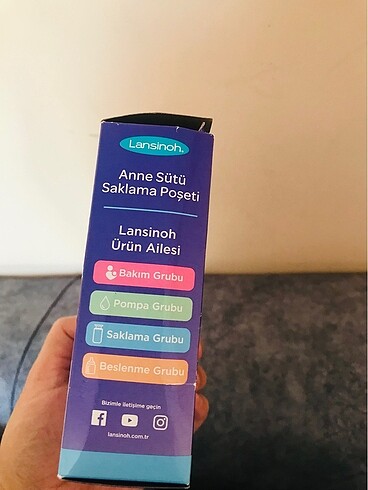 Lansinoh.
Anne Sütü
Saklama Poşeti
Lansinoh
Ürün Ailesi
Bakım Grubu
Pompa Grubu
Saklama Grubu
Beslenme Grubu
Bizimle iletişime geçin
lansinoh.com.tr